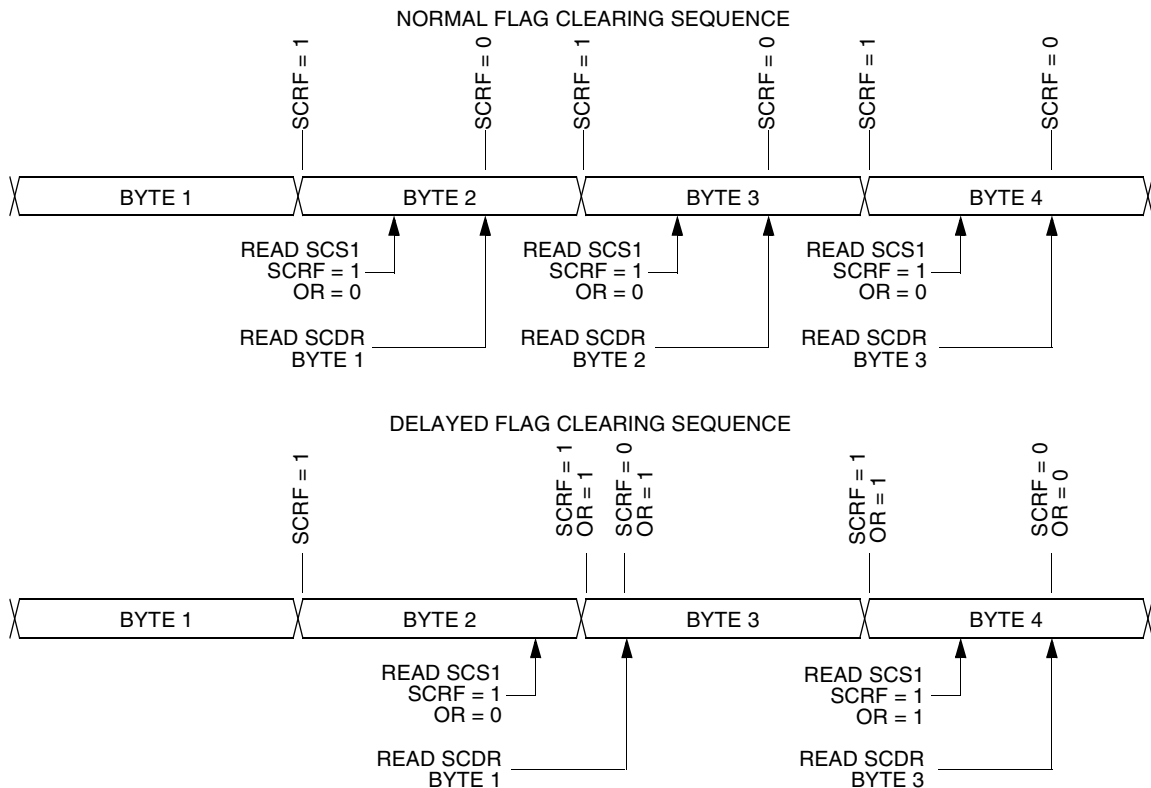 NORMAL FLAG CLEARING SEQUENCE
SCRF = 1
SCRF = 0
SCRF = 1
SCRF = 0
SCRF = 1
SCRF = 0
BYTE 1
BYTE 2
BYTE 3
BYTE 4
READ SCS1
SCRF = 1
OR = 0
READ SCS1
SCRF = 1
OR = 0
READ SCS1
SCRF = 1
OR = 0
READ SCDR
BYTE 1
READ SCDR
BYTE 2
READ SCDR
BYTE 3
DELAYED FLAG CLEARING SEQUENCE
SCRF = 1
SCRF = 1
OR = 1
SCRF = 0
OR = 1
SCRF = 1
OR = 1
SCRF = 0
OR = 0
BYTE 1
BYTE 2
BYTE 3
BYTE 4
READ SCS1
SCRF = 1
OR = 0
READ SCS1
SCRF = 1
OR = 1
READ SCDR
BYTE 1
READ SCDR
BYTE 3